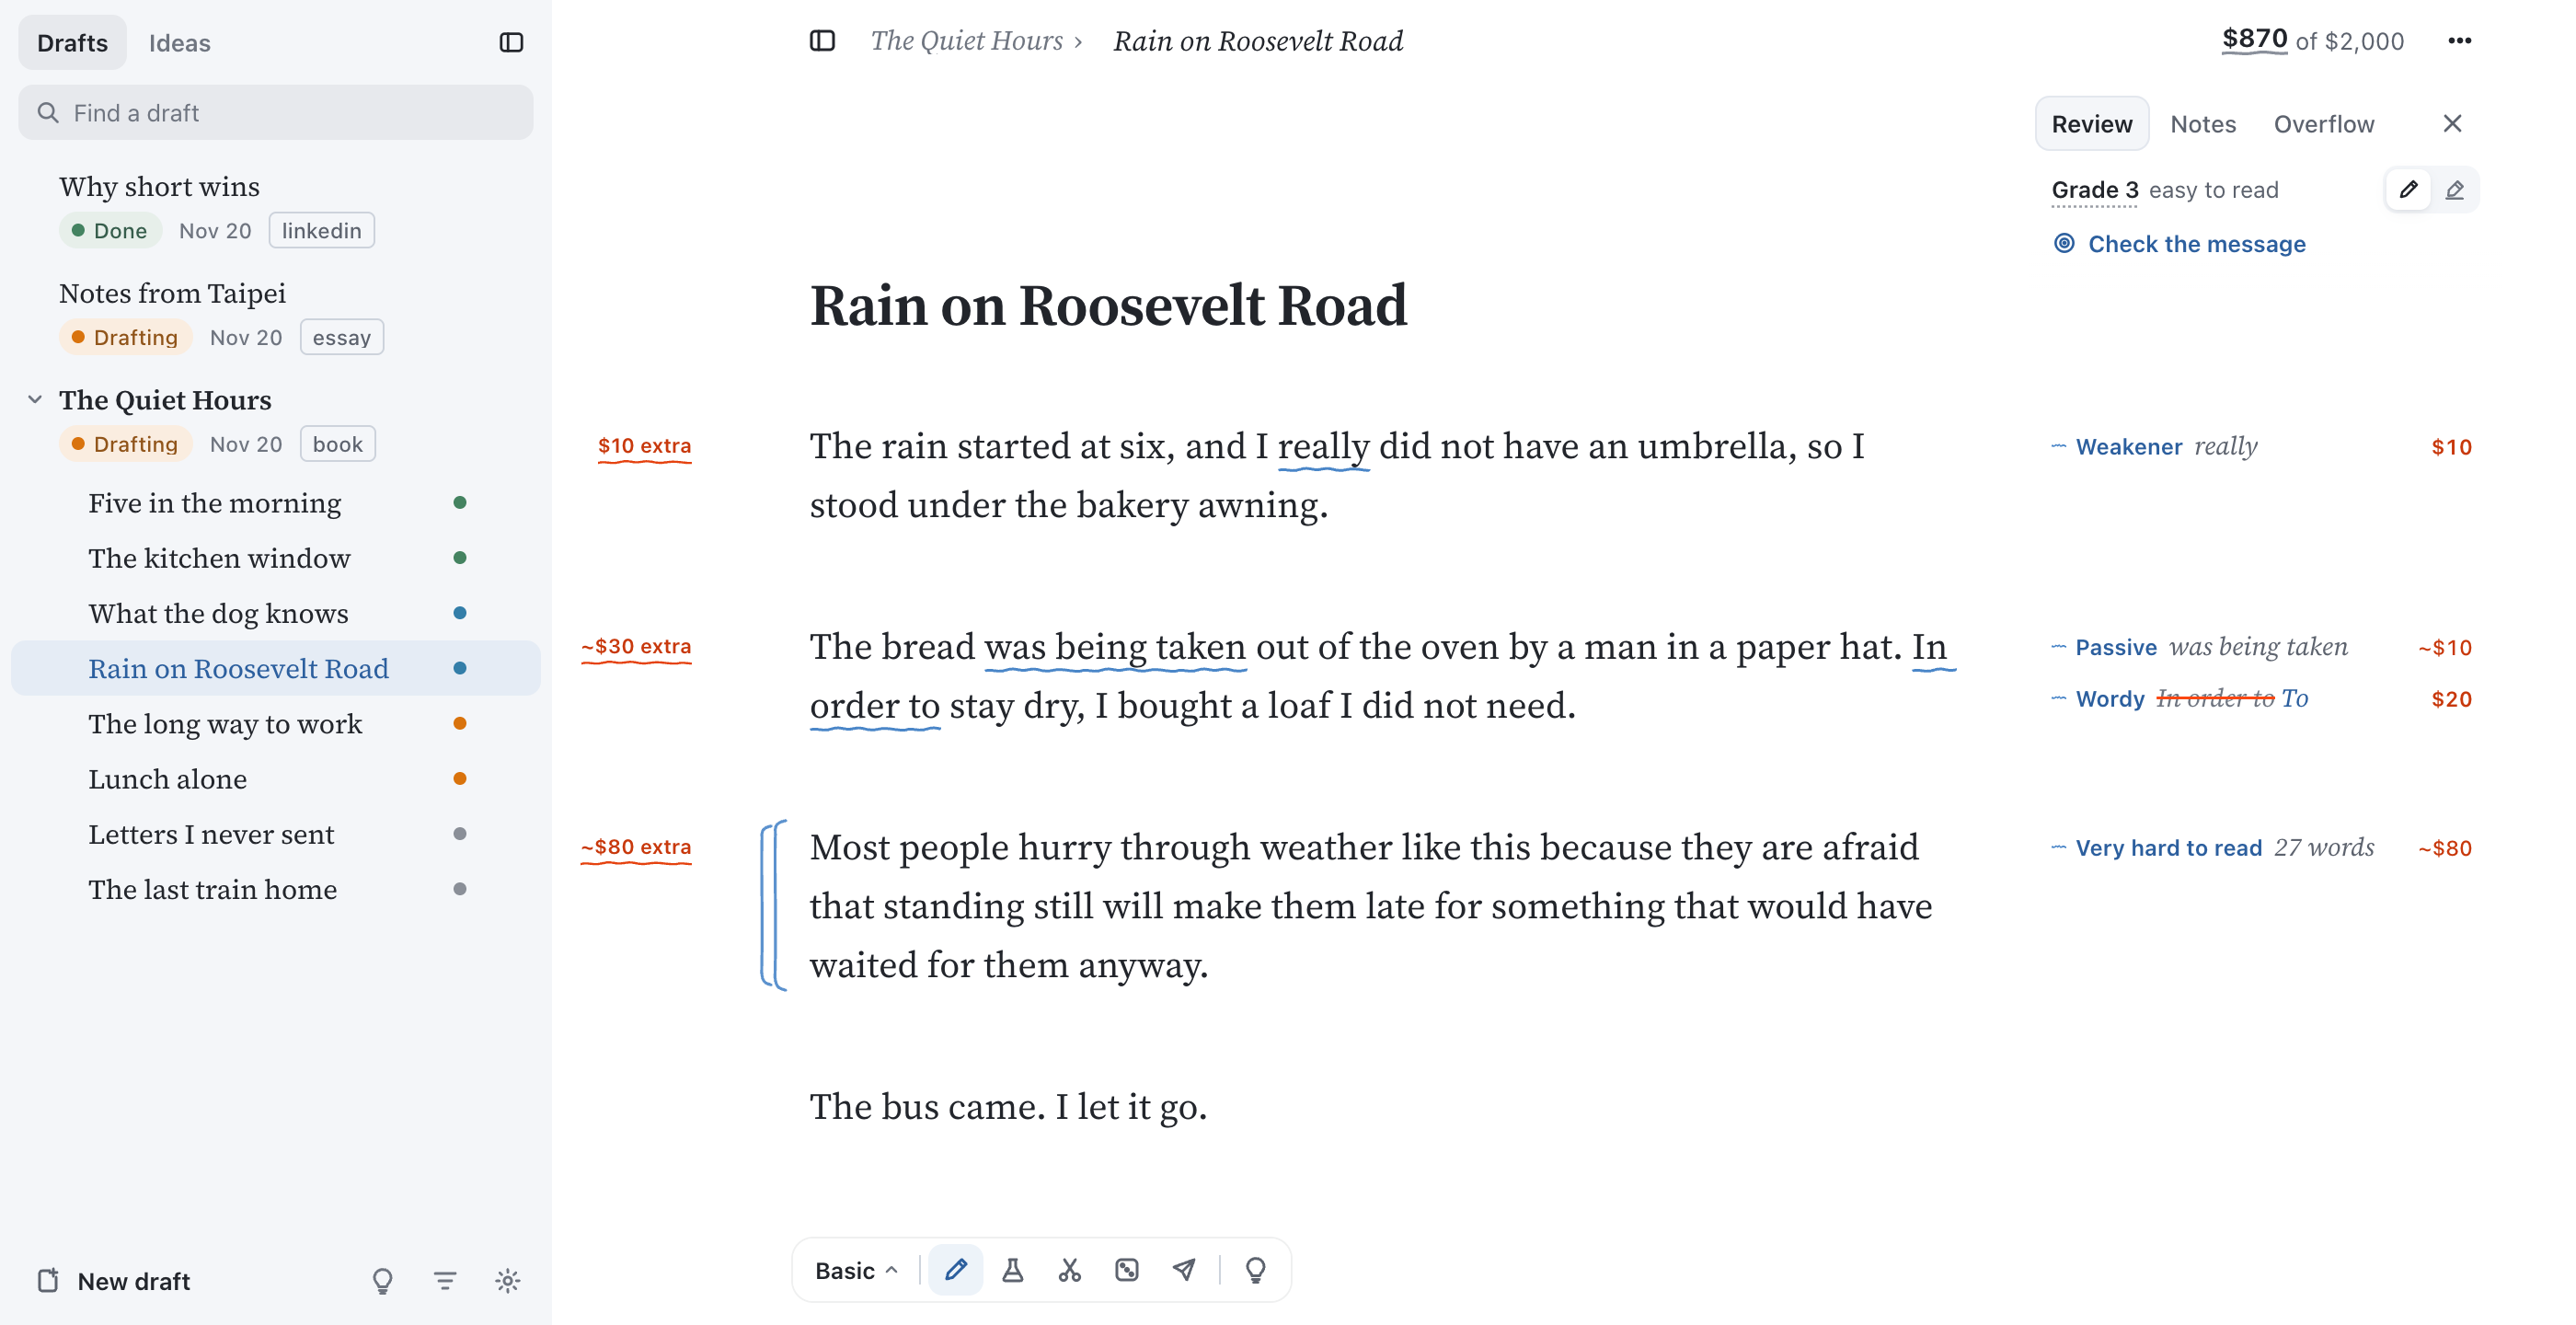 Drafts
Ideas
Find a draft
Why short wins
Done Nov 20 linkedin
Notes from Taipei
Drafting Nov 20 essay
The Quiet Hours
Drafting Nov 20 book
Five in the morning
The kitchen window
What the dog knows
Rain on Roosevelt Road
The long way to work
Lunch alone
Letters I never sent
The last train home
New draft
The Quiet Hours › Rain on Roosevelt Road
$870 of $2,000
Rain on Roosevelt Road
$10 extra
The rain started at six, and I really did not have an umbrella, so I
stood under the bakery awning.
~$30 extra
The bread was being taken out of the oven by a man in a paper hat. In
order to stay dry, I bought a loaf I did not need.
~$80 extra
Most people hurry through weather like this because they are afraid
that standing still will make them late for something that would have
waited for them anyway.
The bus came. I let it go.
Basic
Review Notes Overflow
Grade 3 easy to read
Check the message
Weakener really $10
Passive was being taken ~$10
Wordy In order to To $20
Very hard to read 27 words ~$80